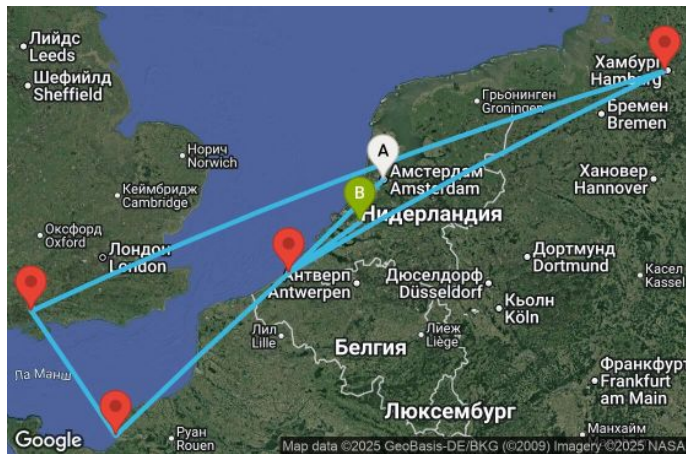 Лийдс
Leeds
Шефийлд
Sheffield
Норич
Norwich
Кеймбридж
Cambridge
Оксфорд
Oxford
Лондон
London
Хамбург
Hamburg
Грьонинген
Groningen
Бремен
Bremen
A
Амстердам
Amsterdam
Хановер
Hannover
B
Нидерландия
Антверп
Antwerpen
Дюселдорф
Düsseldorf
Дортмунд
Dortmund
Касел
Kassel
Кьолн
Köln
Лил
Lille
Лиеж
Liège
Белгия
Ла Манш
Франкфурт
Frankfurt
am Main
Люксембург
Руан
Rouen
Манхайм
Google
Map data ©2025 GeoBasis-DE/BKG (©2009) Imagery ©2025 NASA